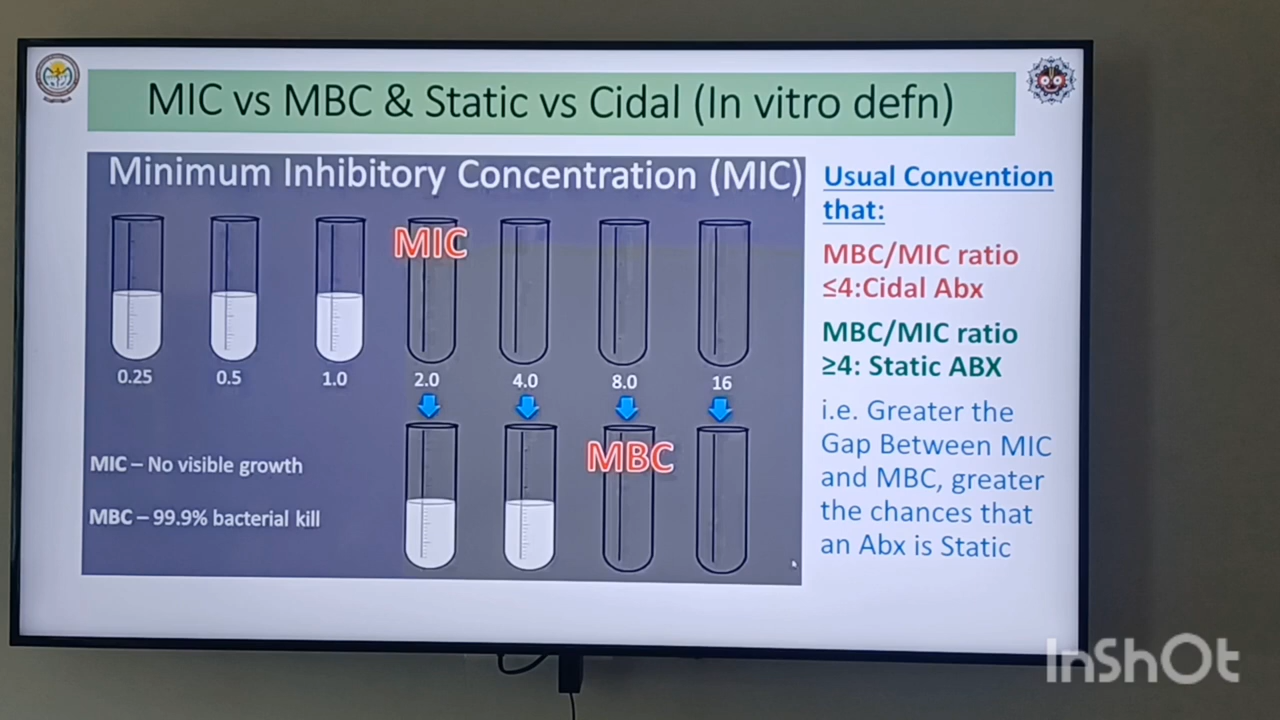 MIC vs MBC & Static vs Cidal (In vitro defn)
Minimum Inhibitory Concentration (MIC)
MIC
0.25 0.5 1.0 2.0 4.0 8.0 16
MBC
MIC – No visible growth
MBC – 99.9% bacterial kill
Usual Convention
that:
MBC/MIC ratio
≤4:Cidal Abx
MBC/MIC ratio
≥4: Static ABX
i.e. Greater the
Gap Between MIC
and MBC, greater
the chances that
an Abx is Static
InShOt